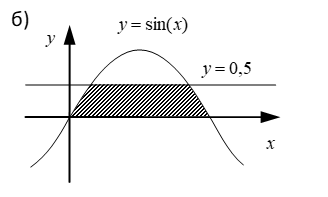 б)
y = sin(x)
y
y = 0,5
x